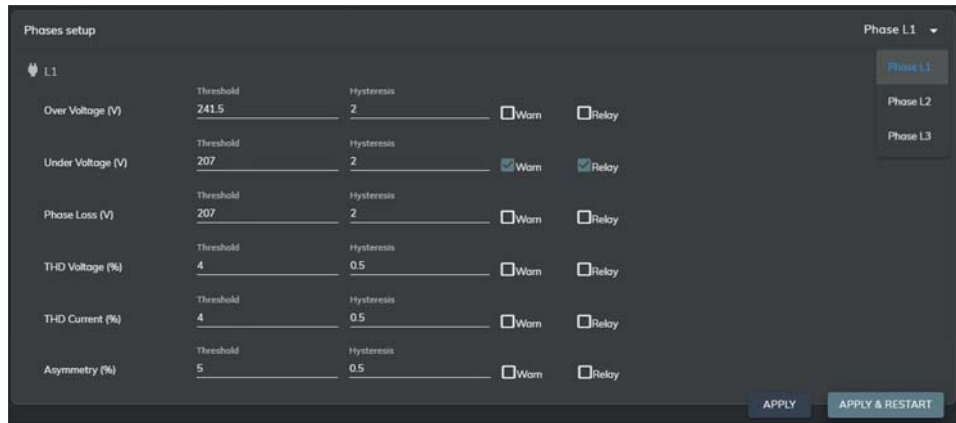 Phases setup
Phase L1
Phase L1
Phase L2
Phase L3
L1
Threshold Hysteresis
Over Voltage (V) 241.5 2 Warn Relay
Threshold Hysteresis
Under Voltage (V) 207 2 Warn Relay
Threshold Hysteresis
Phase Loss (V) 207 2 Warn Relay
Threshold Hysteresis
THD Voltage (%) 4 0.5 Warn Relay
Threshold Hysteresis
THD Current (%) 4 0.5 Warn Relay
Threshold Hysteresis
Asymmetry (%) 5 0.5 Warn Relay
APPLY APPLY & RESTART